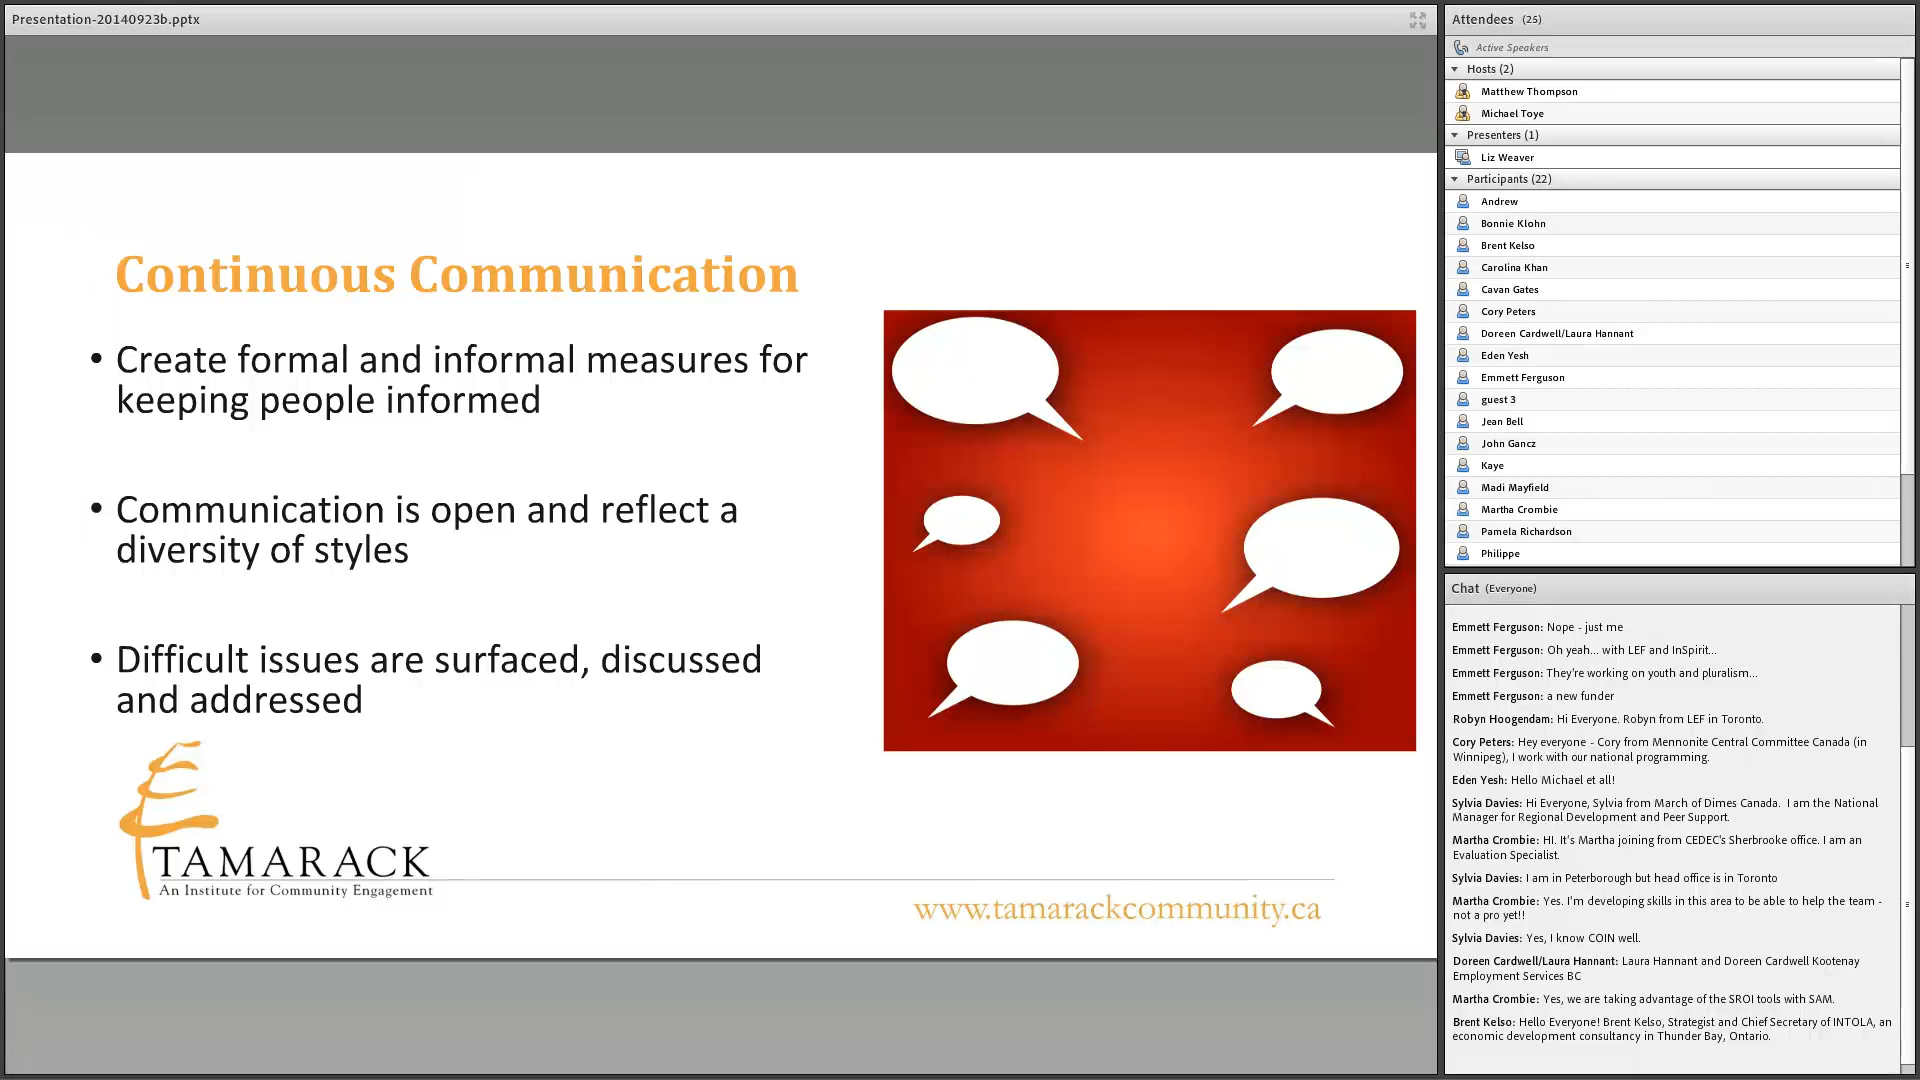 Presentation-20140923b.pptx
Continuous Communication
• Create formal and informal measures for
keeping people informed
• Communication is open and reflect a
diversity of styles
• Difficult issues are surfaced, discussed
and addressed
TAMARACK
An Institute for Community Engagement
www.tamarackcommunity.ca
Attendees (25)
Active Speakers
Hosts (2)
Matthew Thompson
Michael Toye
Presenters (1)
Liz Weaver
Participants (22)
Andrew
Bonnie Klohn
Brent Kelso
Carolina Khan
Cavan Gates
Cory Peters
Doreen Cardwell/Laura Hannant
Eden Yesh
Emmett Ferguson
guest 3
Jean Bell
John Gancz
Kaye
Madi Mayfield
Martha Crombie
Pamela Richardson
Philippe
Chat (Everyone)
Emmett Ferguson: Nope - just me
Emmett Ferguson: Oh yeah... with LEF and InSpirit...
Emmett Ferguson: They're working on youth and pluralism...
Emmett Ferguson: a new funder
Robyn Hoogendam: Hi Everyone. Robyn from LEF in Toronto.
Cory Peters: Hey everyone - Cory from Mennonite Central Committee Canada (in
Winnipeg), I work with our national programming.
Eden Yesh: Hello Michael et all!
Sylvia Davies: Hi Everyone, Sylvia from March of Dimes Canada.  I am the National
Manager for Regional Development and Peer Support.
Martha Crombie: HI. It's Martha joining from CEDEC's Sherbrooke office. I am an
Evaluation Specialist.
Sylvia Davies: I am in Peterborough but head office is in Toronto
Martha Crombie: Yes. I'm developing skills in this area to be able to help the team -
not a pro yet!!
Sylvia Davies: Yes, I know COIN well.
Doreen Cardwell/Laura Hannant: Laura Hannant and Doreen Cardwell Kootenay
Employment Services BC
Martha Crombie: Yes, we are taking advantage of the SROI tools with SAM.
Brent Kelso: Hello Everyone! Brent Kelso, Strategist and Chief Secretary of INTOLA, an
economic development consultancy in Thunder Bay, Ontario.